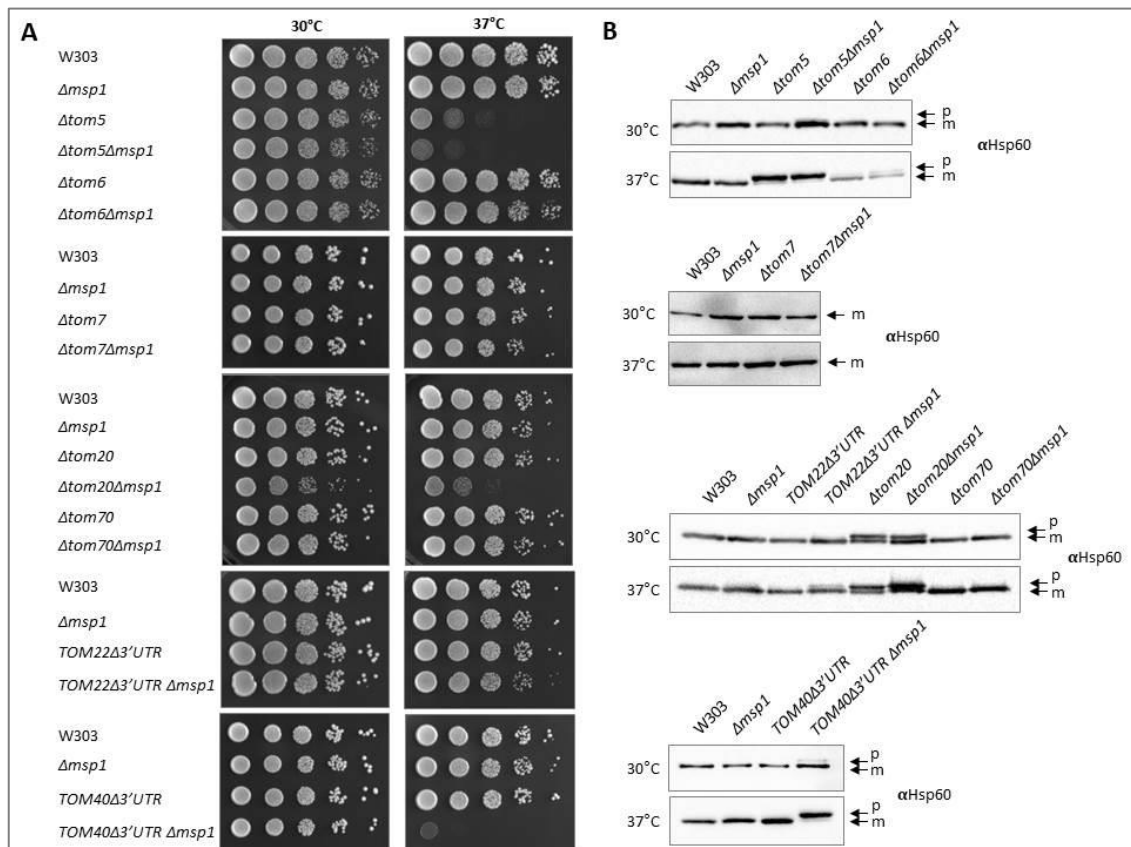 A
30°C 37°C
W303
Δmsp1
Δtom5
Δtom5Δmsp1
Δtom6
Δtom6Δmsp1
W303
Δmsp1
Δtom7
Δtom7Δmsp1
W303
Δmsp1
Δtom20
Δtom20Δmsp1
Δtom70
Δtom70Δmsp1
W303
Δmsp1
TOM22Δ3'UTR
TOM22Δ3'UTR Δmsp1
W303
Δmsp1
TOM40Δ3'UTR
TOM40Δ3'UTR Δmsp1
B
W303 Δmsp1 Δtom5 Δtom5Δmsp1 Δtom6 Δtom6Δmsp1
30°C p
m
αHsp60
37°C p
m
W303 Δmsp1 Δtom7 Δtom7Δmsp1
30°C m
αHsp60
37°C m
W303 Δmsp1 TOM22Δ3'UTR TOM22Δ3'UTR Δmsp1 Δtom20 Δtom20Δmsp1 Δtom70 Δtom70Δmsp1
30°C p
m
αHsp60
37°C p
m
W303 Δmsp1 TOM40Δ3'UTR TOM40Δ3'UTR Δmsp1
30°C p
m
αHsp60
37°C p
m